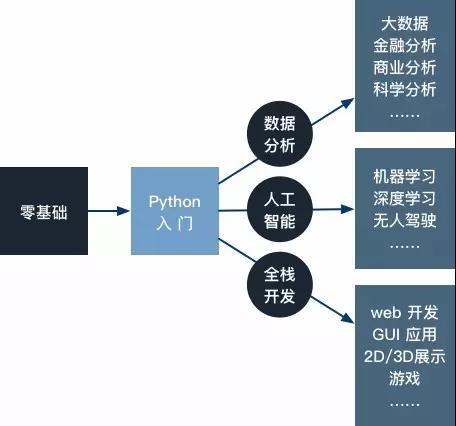 零基础
Python
入 门
数据
分析
人工
智能
全栈
开发
大数据
金融分析
商业分析
科学分析
……
机器学习
深度学习
无人驾驶
……
web 开发
GUI 应用
2D/3D展示
游戏
……